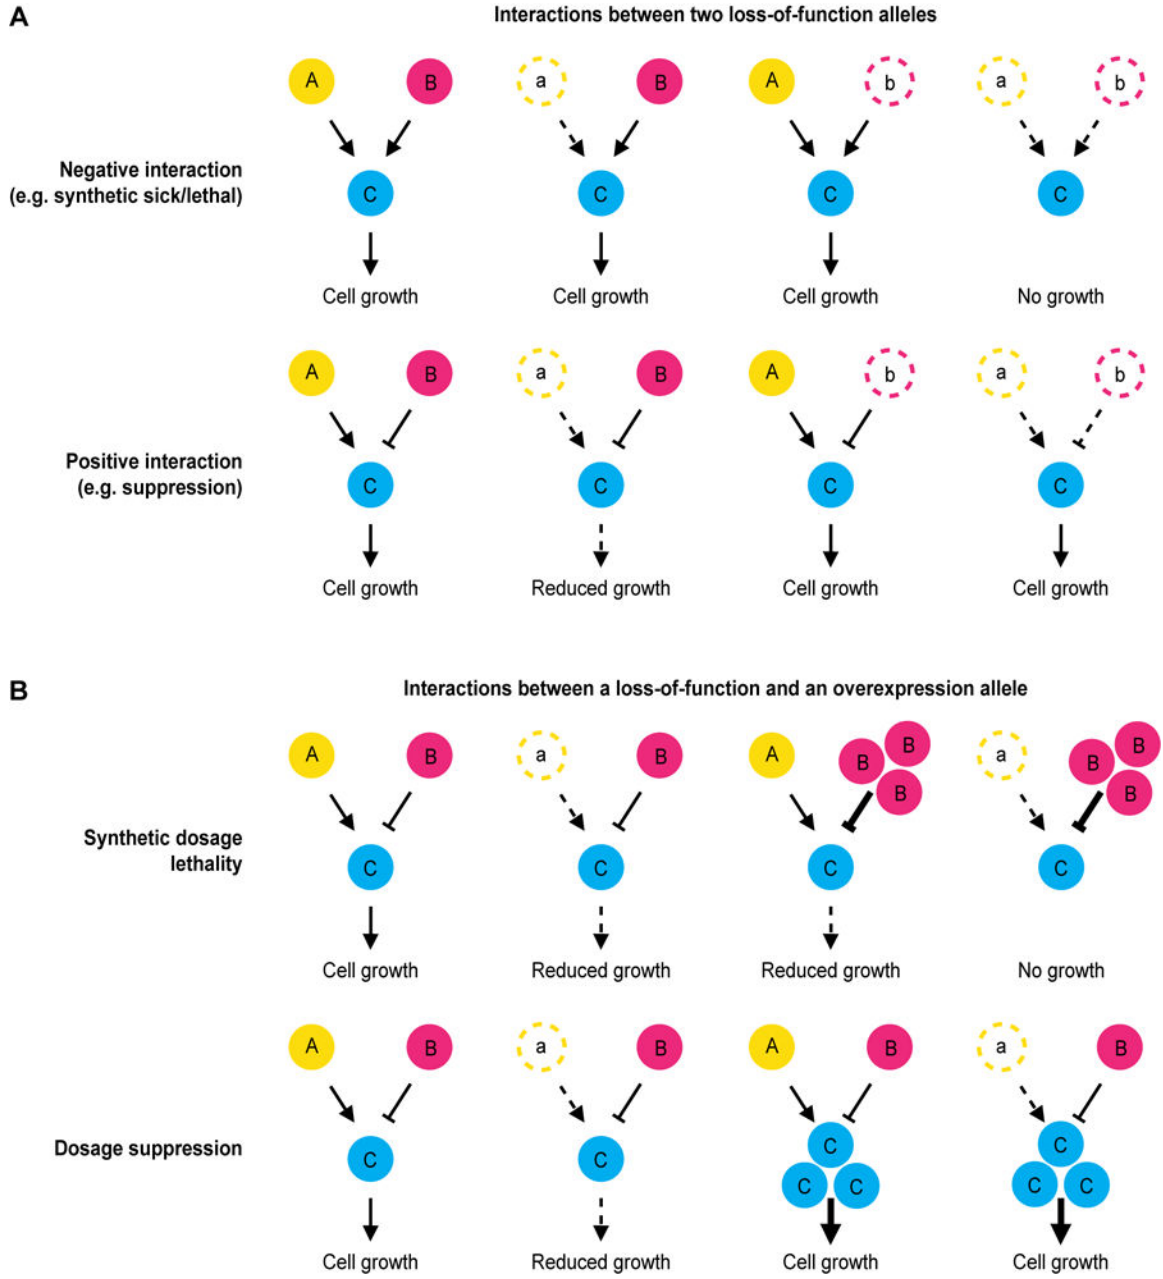 A
Interactions between two loss-of-function alleles
A B a B A b a b
Negative interaction
(e.g. synthetic sick/lethal)
C C C C
Cell growth Cell growth Cell growth No growth
A B a B A b a b
Positive interaction
(e.g. suppression)
C C C C
Cell growth Reduced growth Cell growth Cell growth
B
Interactions between a loss-of-function and an overexpression allele
A B a B A B B B a B B B
Synthetic dosage
lethality
C C C C
Cell growth Reduced growth Reduced growth No growth
A B a B A B a B
Dosage suppression
C C C C C C C C
Cell growth Reduced growth Cell growth Cell growth